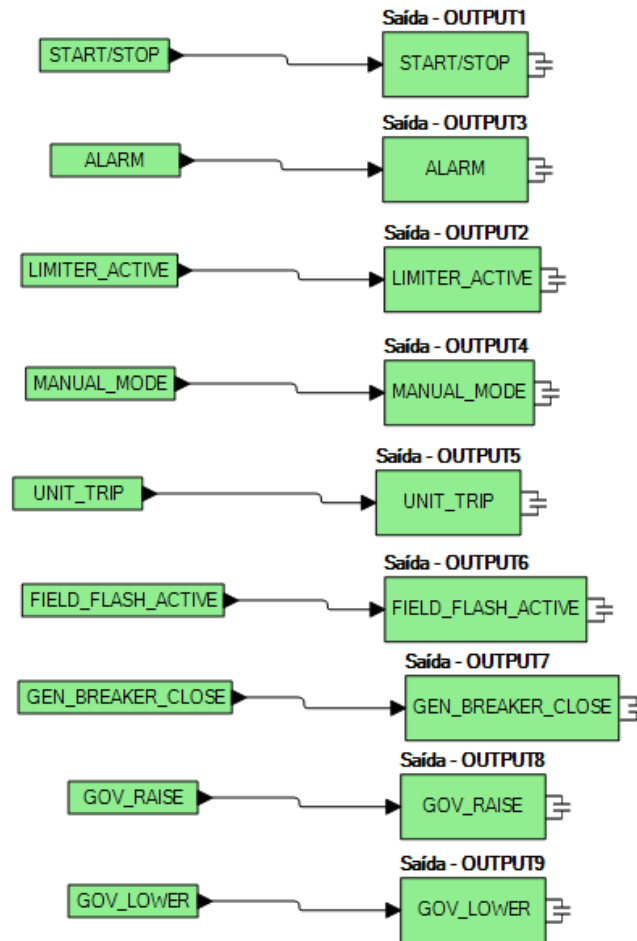 Saída - OUTPUT1
START/STOP
START/STOP
Saída - OUTPUT3
ALARM
ALARM
Saída - OUTPUT2
LIMITER_ACTIVE
LIMITER_ACTIVE
Saída - OUTPUT4
MANUAL_MODE
MANUAL_MODE
Saída - OUTPUT5
UNIT_TRIP
UNIT_TRIP
Saída - OUTPUT6
FIELD_FLASH_ACTIVE
FIELD_FLASH_ACTIVE
Saída - OUTPUT7
GEN_BREAKER_CLOSE
GEN_BREAKER_CLOSE
Saída - OUTPUT8
GOV_RAISE
GOV_RAISE
Saída - OUTPUT9
GOV_LOWER
GOV_LOWER